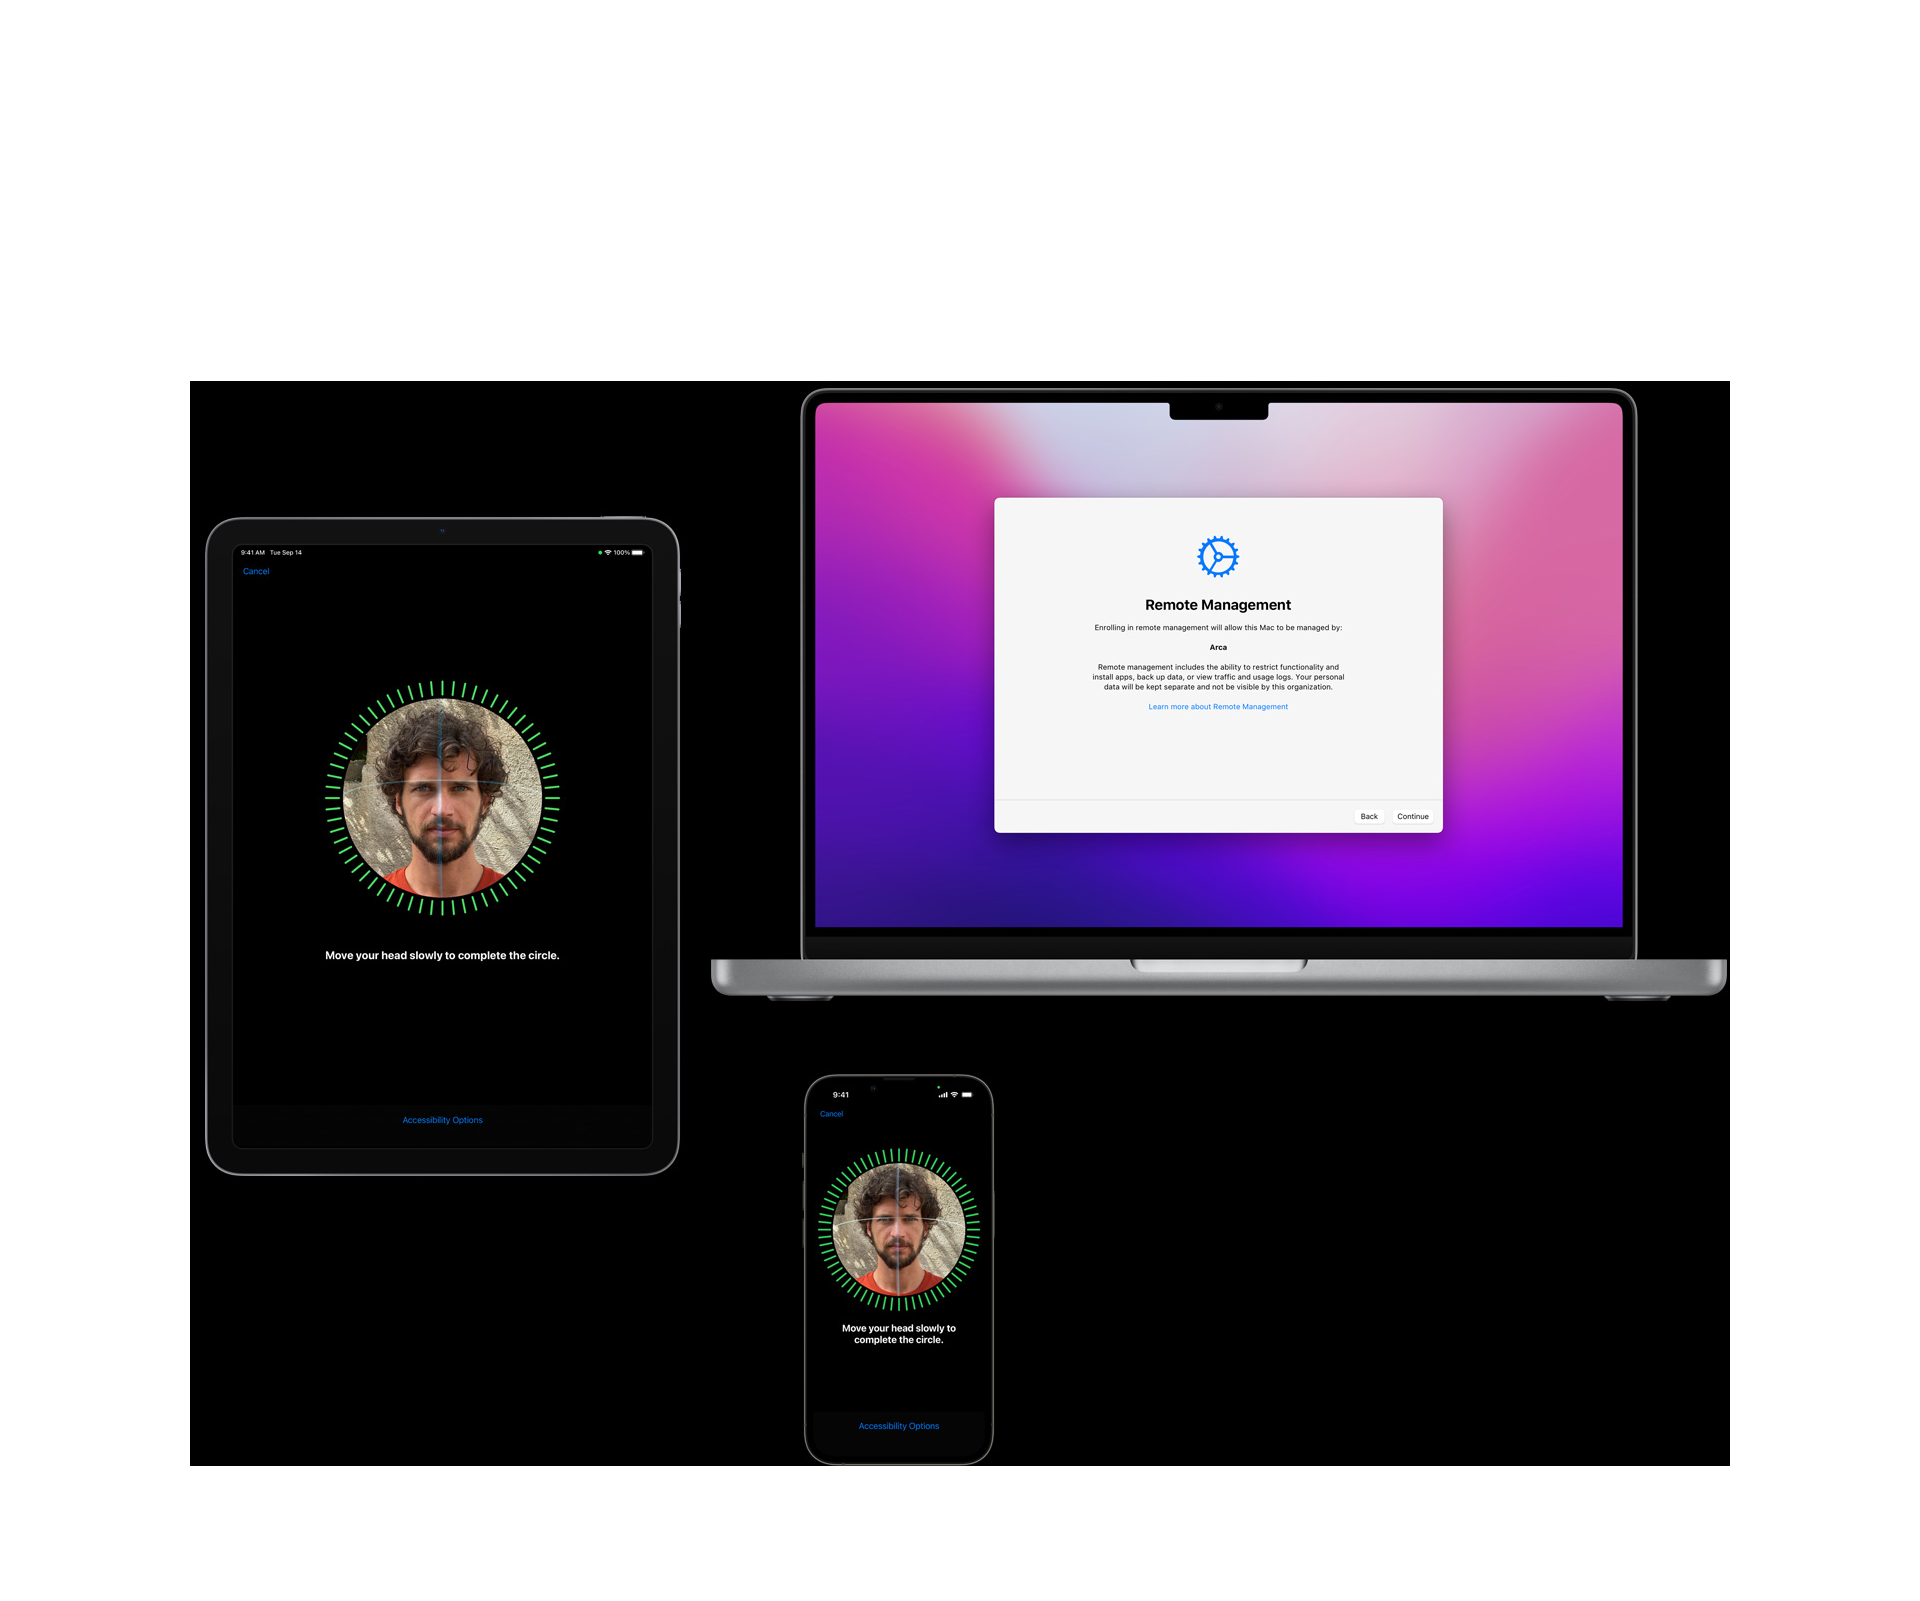 9:41 AM Tue Sep 14
100%
Cancel
Move your head slowly to complete the circle.
Accessibility Options
Remote Management
Enrolling in remote management will allow this Mac to be managed by:
Arca
Remote management includes the ability to restrict functionality and
install apps, back up data, or view traffic and usage logs. Your personal
data will be kept separate and not be visible by this organization.
Learn more about Remote Management
Back Continue
9:41
Cancel
Move your head slowly to
complete the circle.
Accessibility Options